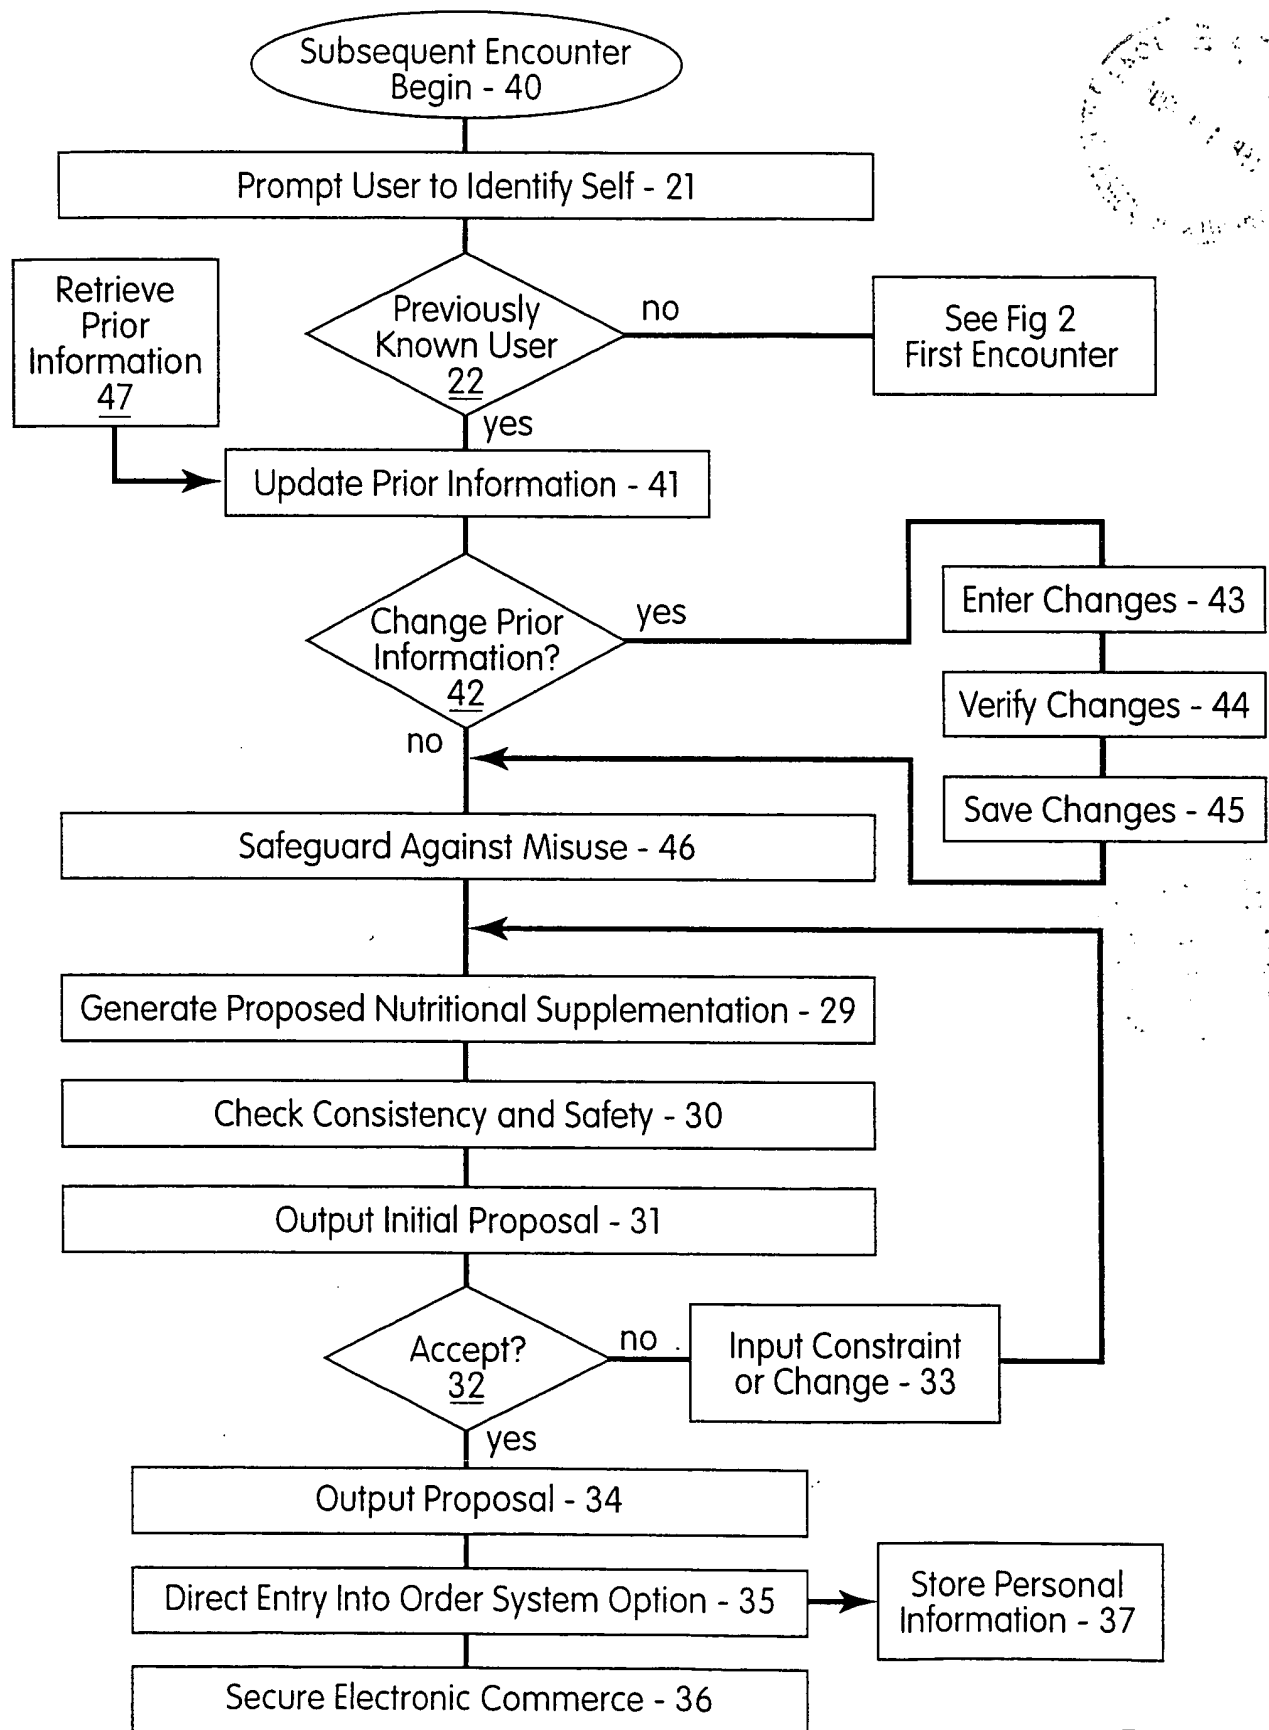 Subsequent Encounter
Begin - 40
Prompt User to Identify Self - 21
Retrieve
Prior
Information
47
Previously
Known User
22
no
See Fig 2
First Encounter
yes
Update Prior Information - 41
Change Prior
Information?
42
yes
Enter Changes - 43
Verify Changes - 44
Save Changes - 45
no
Safeguard Against Misuse - 46
Generate Proposed Nutritional Supplementation - 29
Check Consistency and Safety - 30
Output Initial Proposal - 31
Accept?
32
no
Input Constraint
or Change - 33
yes
Output Proposal - 34
Direct Entry Into Order System Option - 35
Store Personal
Information - 37
Secure Electronic Commerce - 36